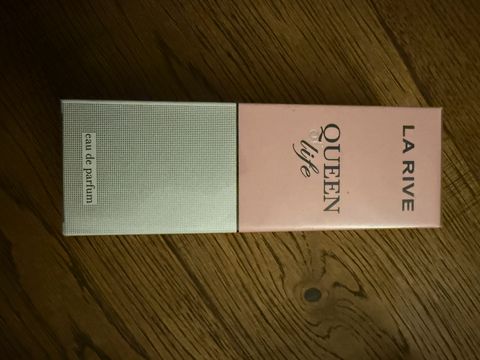 LA RIVE
QUEEN
of life
eau de parfum